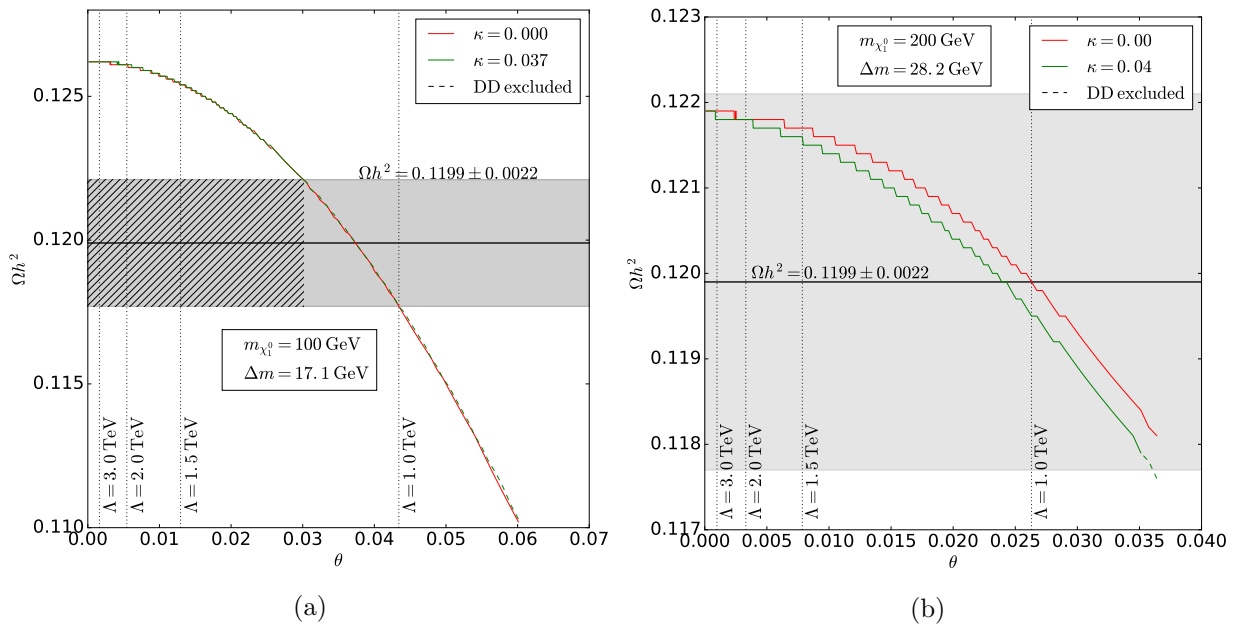 κ = 0.000
κ = 0.037
DD excluded
Ωh² = 0.1199 ± 0.0022
m_{χ₁⁰} = 100 GeV
Δm = 17.1 GeV
Λ = 3.0 TeV
Λ = 2.0 TeV
Λ = 1.5 TeV
Λ = 1.0 TeV
Ωh²
0.125
0.120
0.115
0.110
0.00 0.01 0.02 0.03 0.04 0.05 0.06 0.07
θ
(a)
m_{χ₁⁰} = 200 GeV
Δm = 28.2 GeV
κ = 0.00
κ = 0.04
DD excluded
Ωh² = 0.1199 ± 0.0022
Λ = 3.0 TeV
Λ = 2.0 TeV
Λ = 1.5 TeV
Λ = 1.0 TeV
Ωh²
0.123
0.122
0.121
0.120
0.119
0.118
0.117
0.000 0.005 0.010 0.015 0.020 0.025 0.030 0.035 0.040
θ
(b)